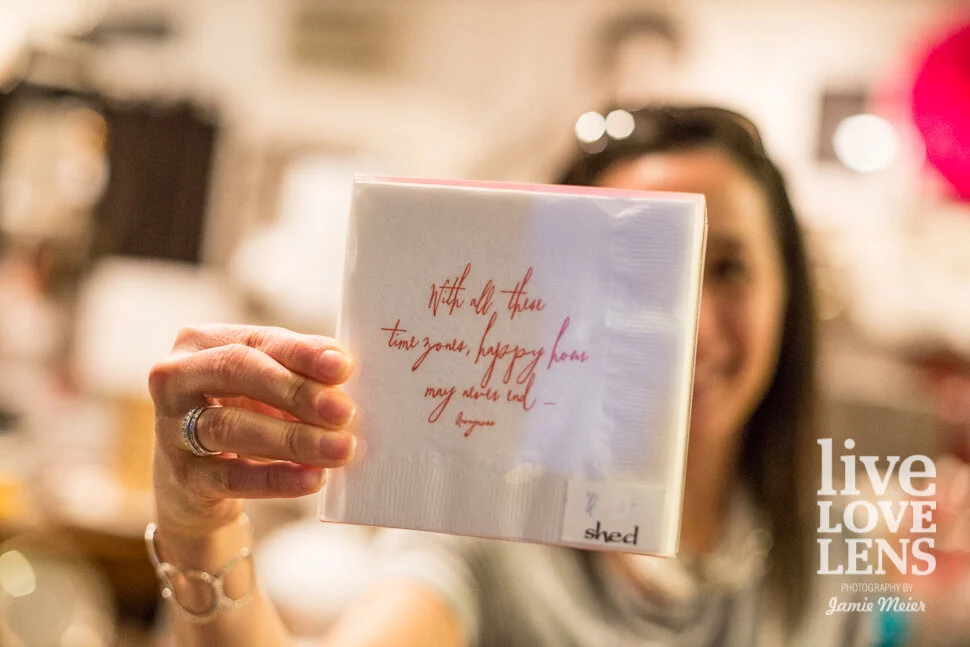 With all these
time zones, happy hour
may never end —
Anonymous
shed
live
LOVE
LENS
PHOTOGRAPHY BY
Jamie Meier